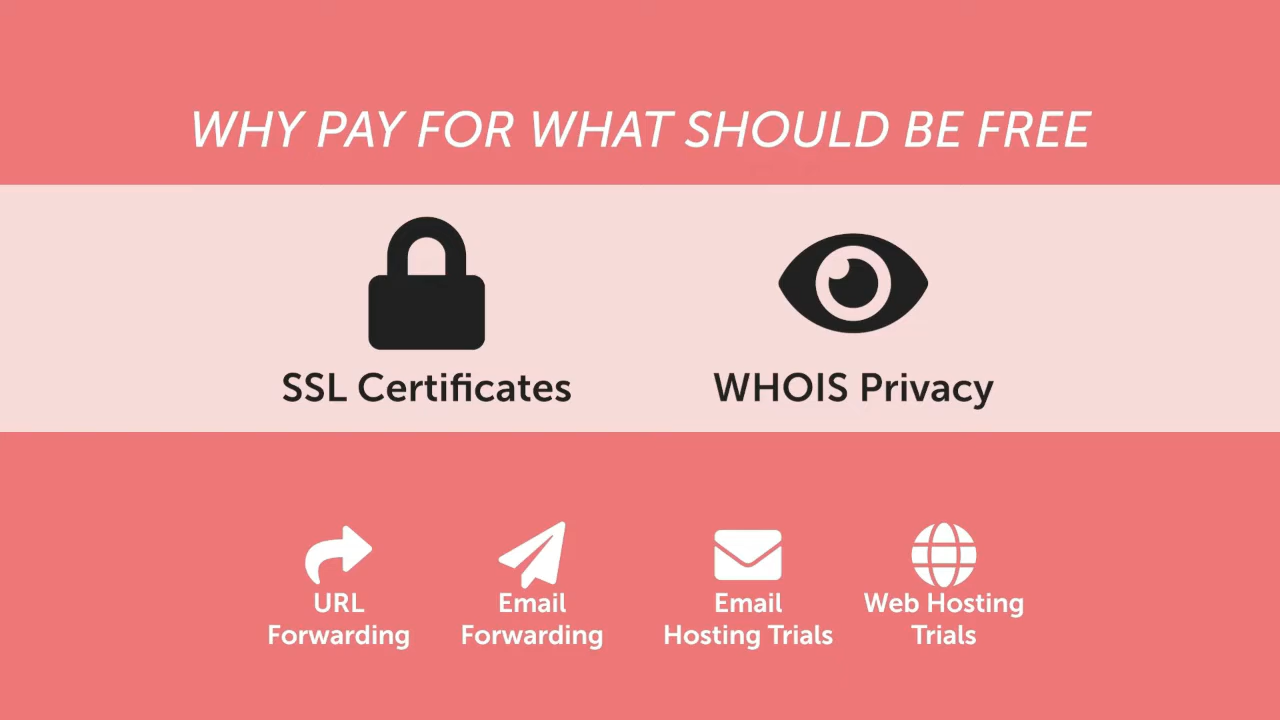 WHY PAY FOR WHAT SHOULD BE FREE
SSL Certificates
WHOIS Privacy
URL
Forwarding
Email
Forwarding
Email
Hosting Trials
Web Hosting
Trials